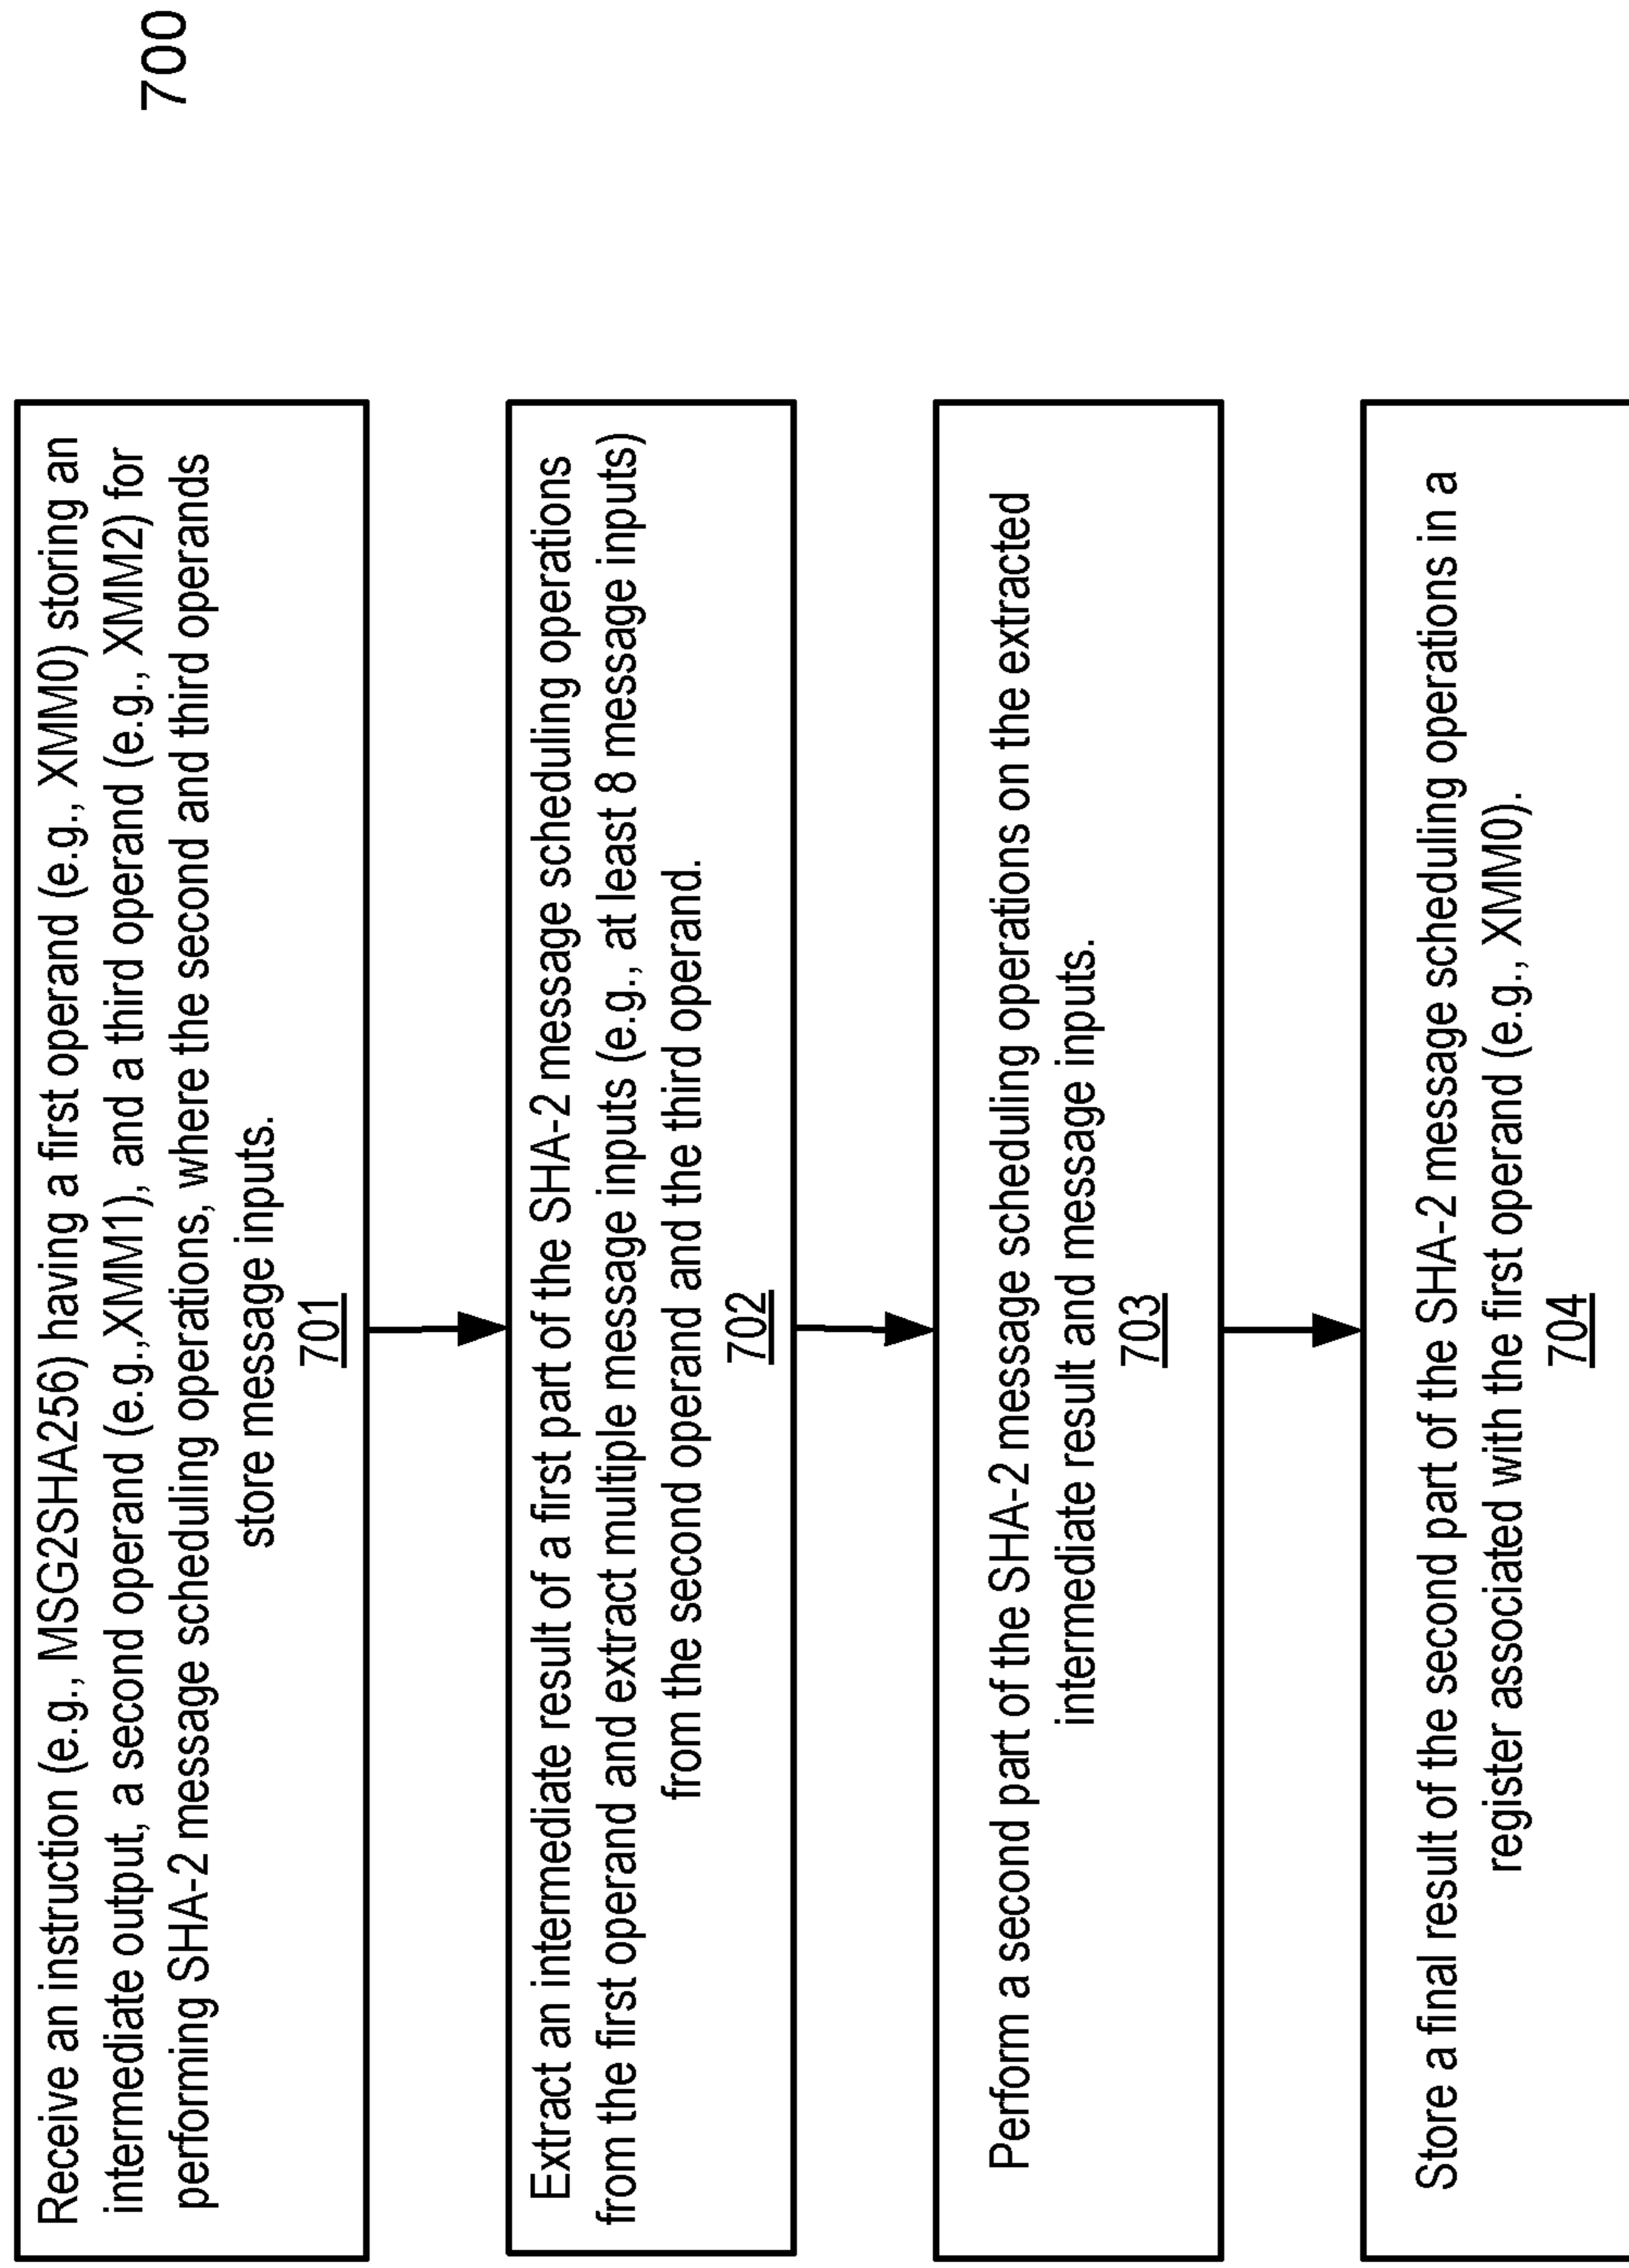 700
Receive an instruction (e.g., MSG2SHA256) having a first operand (e.g., XMM0) storing an
intermediate output, a second operand (e.g.,XMM1), and a third operand (e.g., XMM2) for
performing SHA-2 message scheduling operations, where the second and third operands
store message inputs.
701
Extract an intermediate result of a first part of the SHA-2 message scheduling operations
from the first operand and extract multiple message inputs (e.g., at least 8 message inputs)
from the second operand and the third operand.
702
Perform a second part of the SHA-2 message scheduling operations on the extracted
intermediate result and message inputs.
703
Store a final result of the second part of the SHA-2 message scheduling operations in a
register associated with the first operand (e.g., XMM0).
704